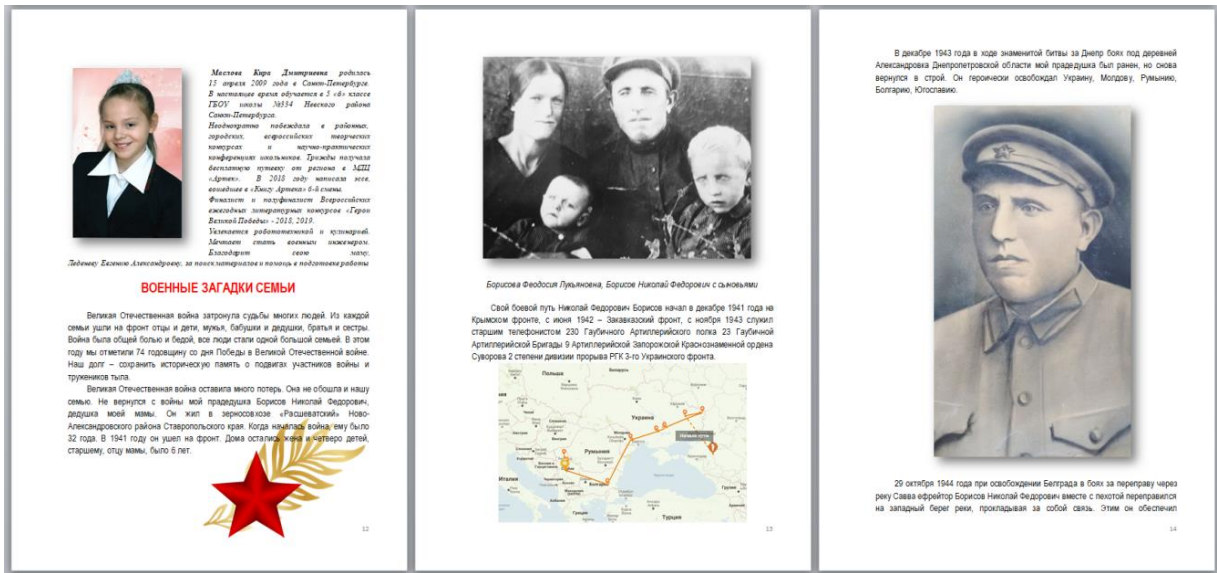 Маслова Кира Дмитриевна родилась
15 апреля 2009 года в Санкт-Петербурге.
В настоящее время обучается в 5 «б» классе
ГБОУ школы №334 Невского района
Санкт-Петербурга.
Неоднократно побеждала в районных,
городских, всероссийских творческих
конкурсах и научно-практических
конференциях школьников. Трижды получала
бесплатную путевку от региона в МДЦ
«Артек». В 2018 году написала эссе,
вошедшее в «Книгу Артека» 6-й смены.
Финалист и полуфиналист Всероссийских
ежегодных литературных конкурсов «Герои
Великой Победы» - 2018, 2019.
Увлекается робототехникой и кулинарией.
Мечтает стать военным инженером.
Благодарит свою маму,
Леденеву Евгению Александровну, за поиск материалов и помощь в подготовке работы
ВОЕННЫЕ ЗАГАДКИ СЕМЬИ
Великая Отечественная война затронула судьбы многих людей. Из каждой
семьи ушли на фронт отцы и дети, мужья, бабушки и дедушки, братья и сестры.
Война была общей болью и бедой, все люди стали одной большой семьей. В этом
году мы отметили 74 годовщину со дня Победы в Великой Отечественной войне.
Наш долг – сохранить историческую память о подвигах участников войны и
тружеников тыла.
Великая Отечественная война оставила много потерь. Она не обошла и нашу
семью. Не вернулся с войны мой прадедушка Борисов Николай Федорович,
дедушка моей мамы. Он жил в зерносовхозе «Расшеватский» Ново-
Александровского района Ставропольского края. Когда началась война, ему было
32 года. В 1941 году он ушел на фронт. Дома остались жена и четверо детей,
старшему, отцу мамы, было 6 лет.
12
Борисова Феодосия Лукьяновна, Борисов Николай Федорович с сыновьями
Свой боевой путь Николай Федорович Борисов начал в декабре 1941 года на
Крымском фронте, с июня 1942 – Закавказский фронт, с ноября 1943 служил
старшим телефонистом 230 Гаубичного Артиллерийского полка 23 Гаубичной
Артиллерийской Бригады 9 Артиллерийской Запорожской Краснознаменной ордена
Суворова 2 степени дивизии прорыва РГК 3-го Украинского фронта.
Польша
Беларусь
Украина
Румыния
Италия
Греция
Турция
Грузия
13
В декабре 1943 года в ходе знаменитой битвы за Днепр боях под деревней
Александровка Днепропетровской области мой прадедушка был ранен, но снова
вернулся в строй. Он героически освобождал Украину, Молдову, Румынию,
Болгарию, Югославию.
29 октября 1944 года при освобождении Белграда в боях за переправу через
реку Савва ефрейтор Борисов Николай Федорович вместе с пехотой переправился
на западный берег реки, прокладывая за собой связь. Этим он обеспечил
14